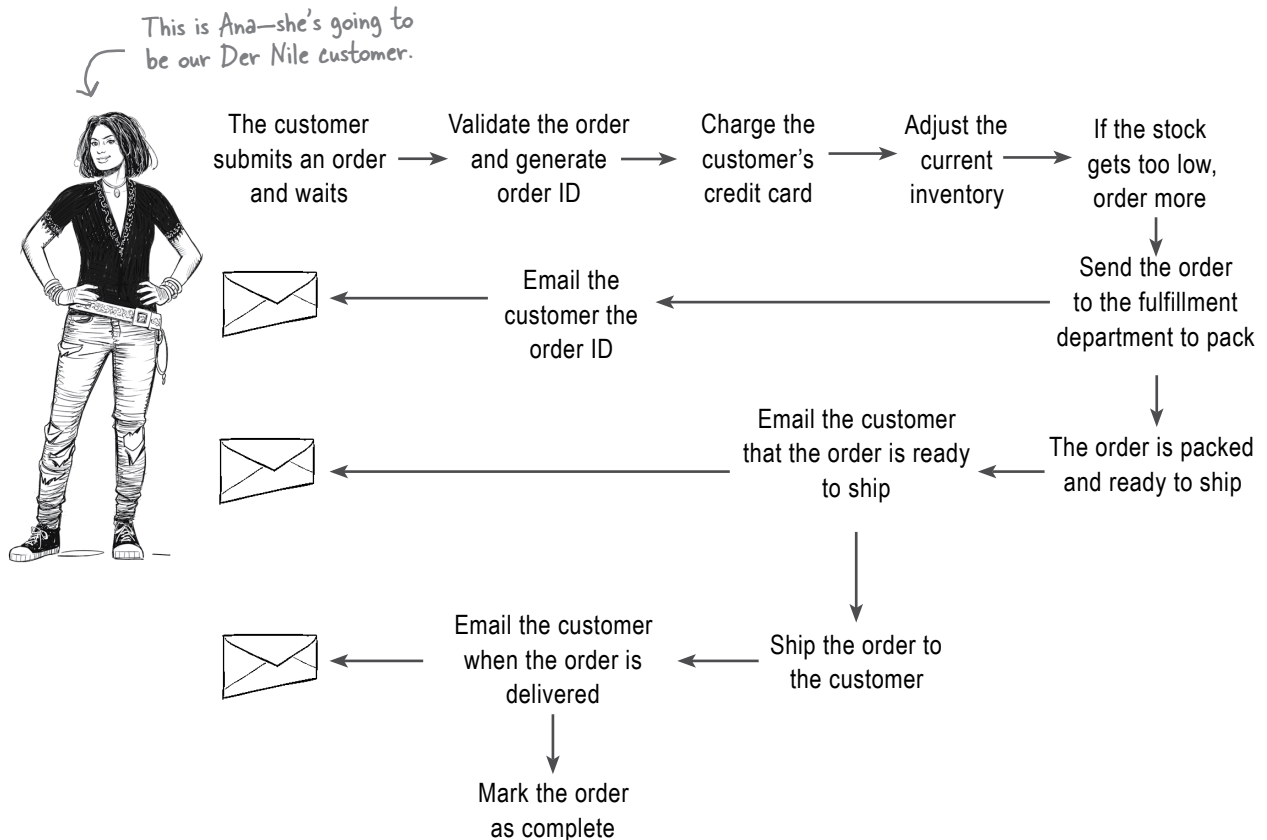 This is Ana—she's going to
be our Der Nile customer.
The customer
submits an order
and waits
Validate the order
and generate
order ID
Charge the
customer's
credit card
Adjust the
current
inventory
If the stock
gets too low,
order more
Send the order
to the fulfillment
department to pack
Email the
customer the
order ID
The order is packed
and ready to ship
Email the customer
that the order is ready
to ship
Ship the order to
the customer
Email the customer
when the order is
delivered
Mark the order
as complete